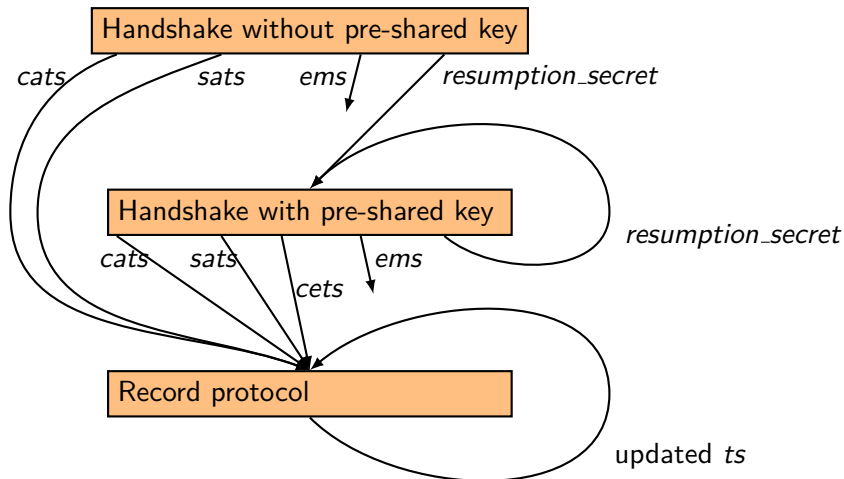 Handshake without pre-shared key
cats sats ems resumption_secret
Handshake with pre-shared key
resumption_secret
cats sats ems
cets
Record protocol
updated ts